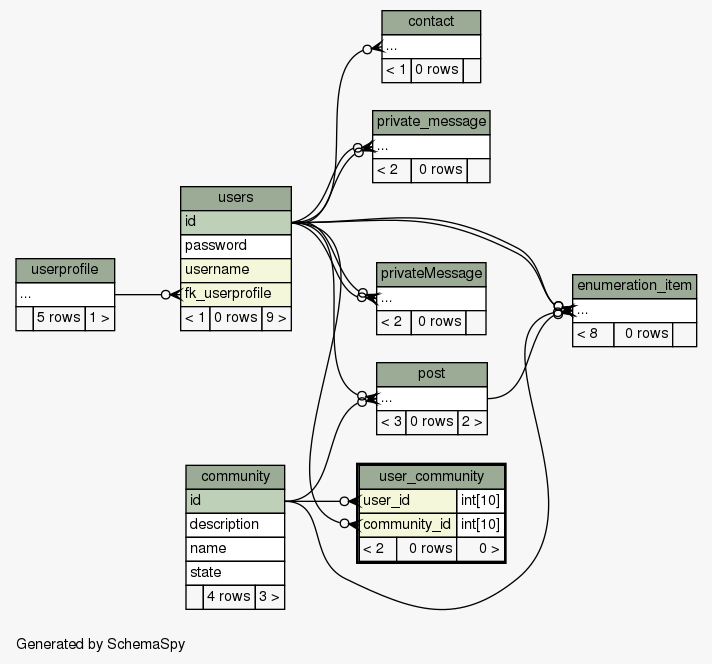 contact
...
< 1 0 rows
private_message
...
< 2 0 rows
users
id
password
username
fk_userprofile
< 1 0 rows 9 >
userprofile
...
5 rows 1 >
privateMessage
...
< 2 0 rows
enumeration_item
...
< 8 0 rows
post
...
< 3 0 rows 2 >
community
id
description
name
state
4 rows 3 >
user_community
user_id int[10]
community_id int[10]
< 2 0 rows 0 >
Generated by SchemaSpy